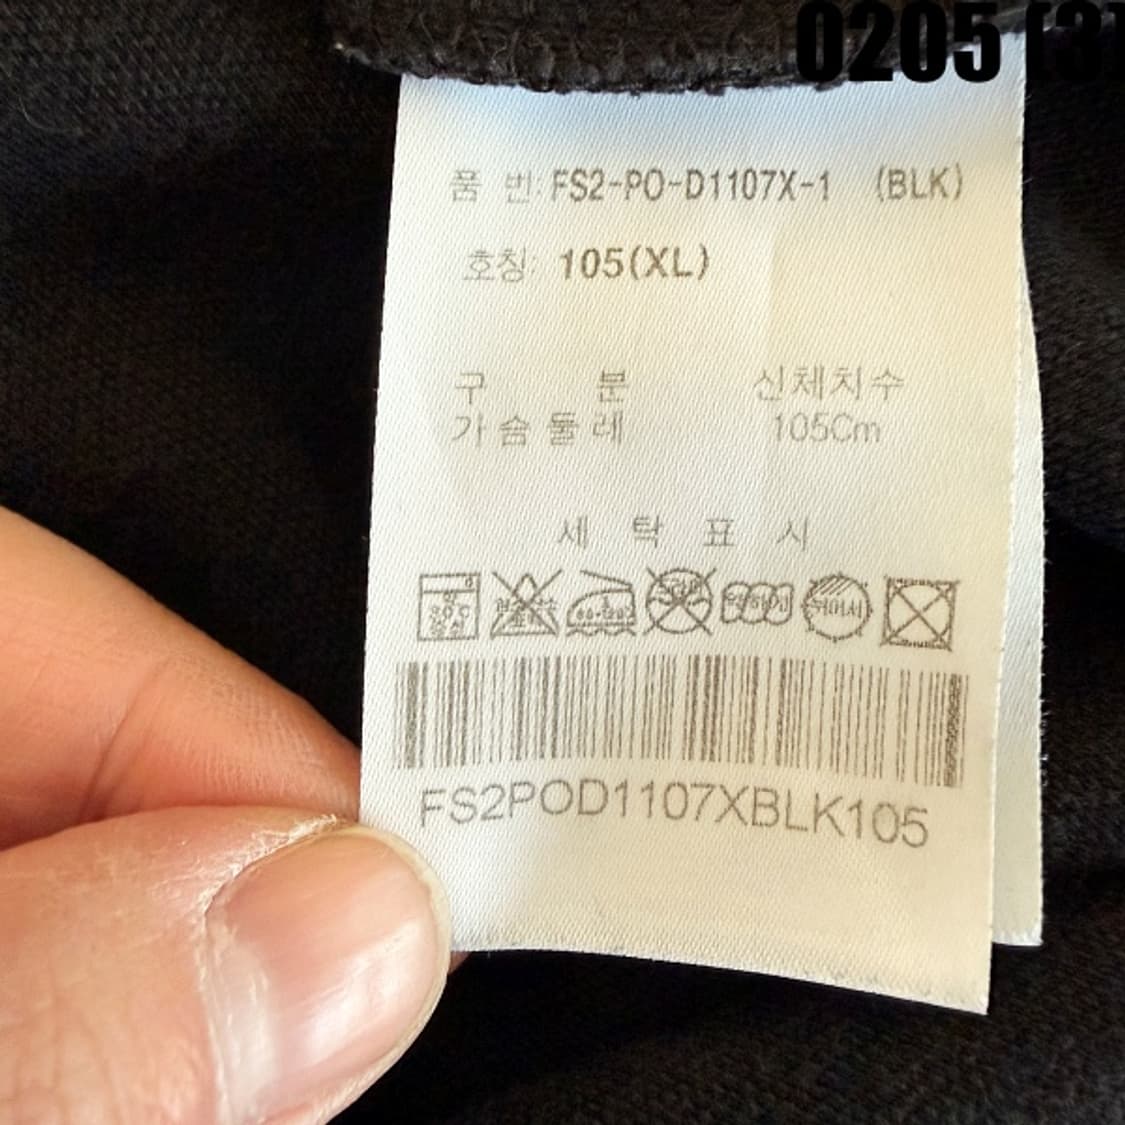 0205 [3]
품 번: FS2-PO-D1107X-1 (BLK)
호칭: 105(XL)
구 분 신체치수
가슴둘레 105Cm
세 탁 표 시
FS2POD1107XBLK105